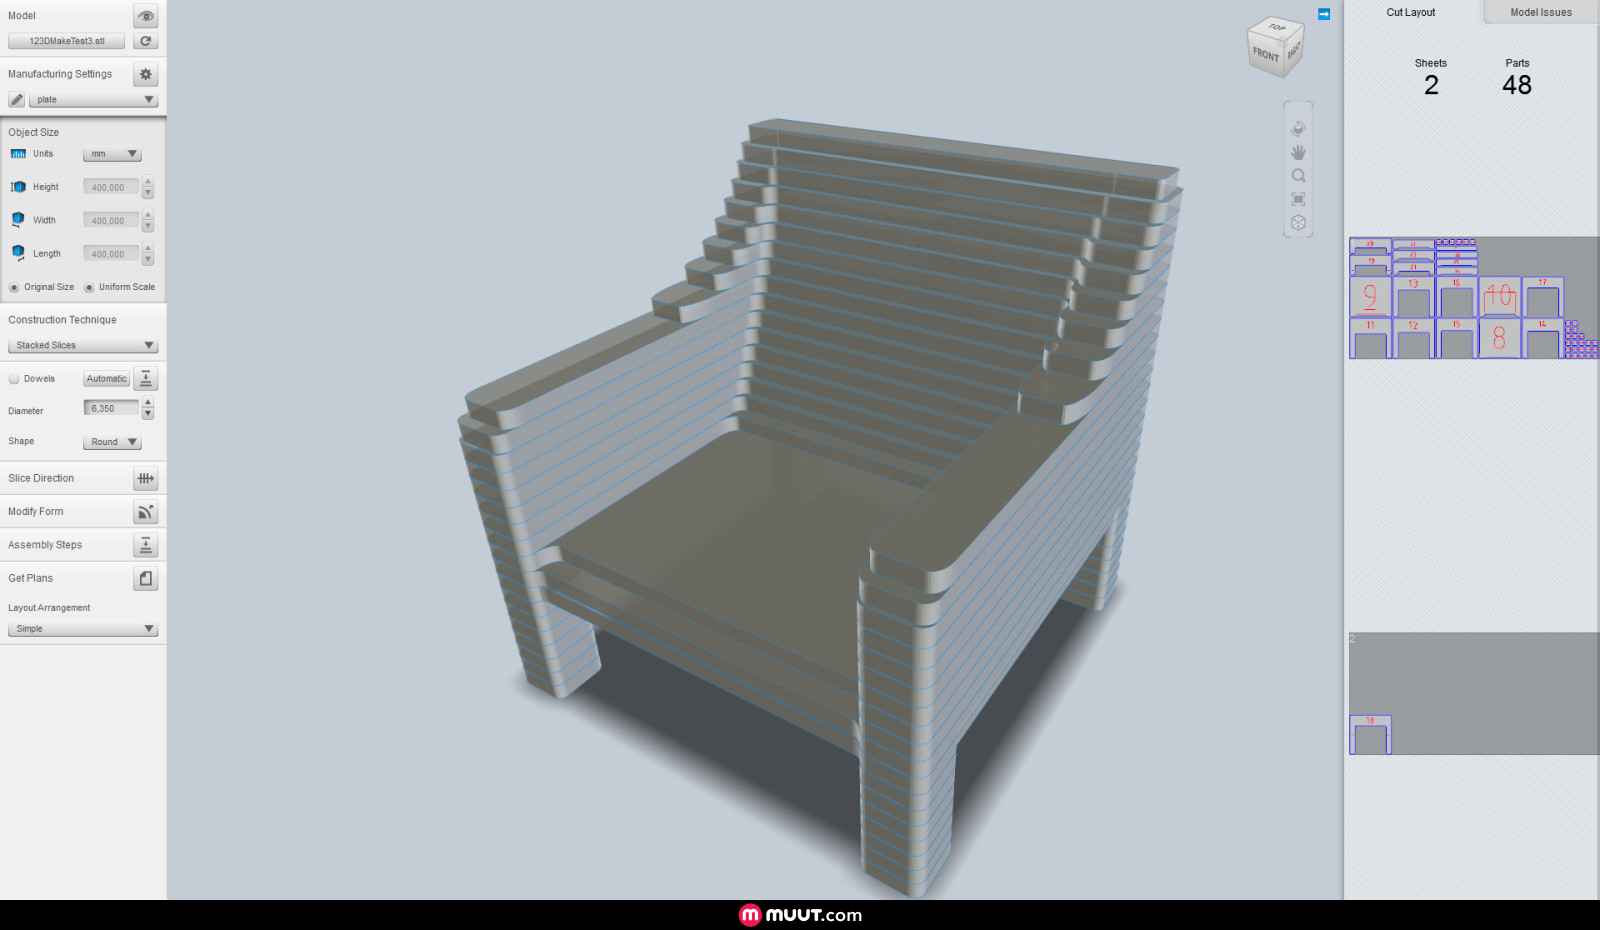 Model
123DMakeTest3.stl
Manufacturing Settings
plate
Object Size
Units
mm
Height
400,000
Width
400,000
Length
400,000
Original Size
Uniform Scale
Construction Technique
Stacked Slices
Dowels
Automatic
Diameter
6,350
Shape
Round
Slice Direction
Modify Form
Assembly Steps
Get Plans
Layout Arrangement
Simple
TOP
FRONT
RIGHT
Cut Layout
Model Issues
Sheets
Parts
2
48
9
13
16
10
17
11
12
15
8
14
2
18
muut.com